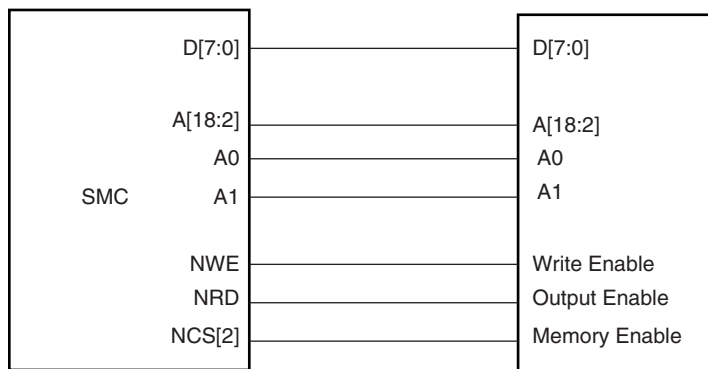 D[7:0] D[7:0]
A[18:2] A[18:2]
A0 A0
SMC A1 A1
NWE Write Enable
NRD Output Enable
NCS[2] Memory Enable